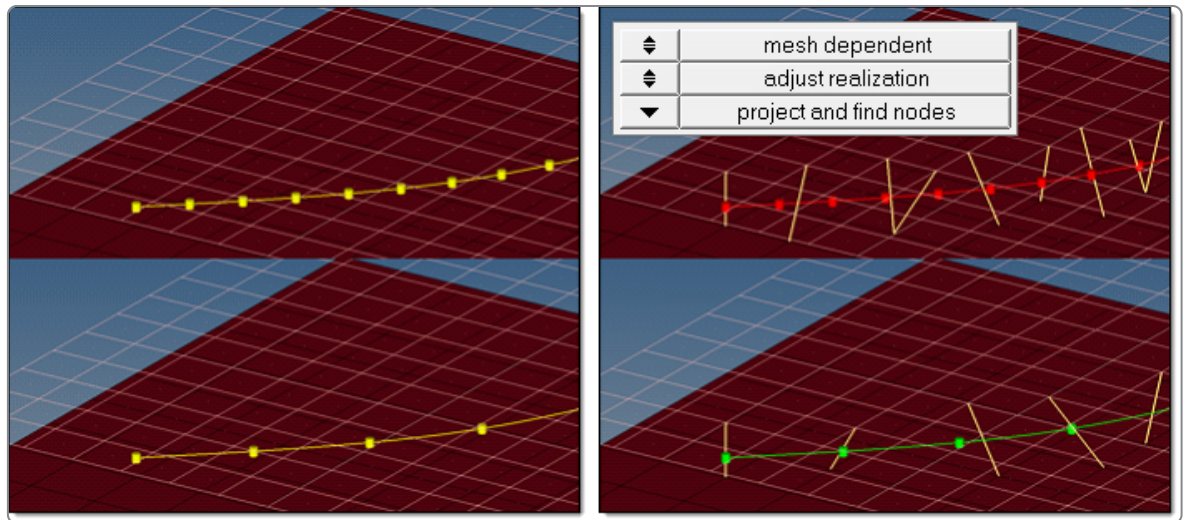 mesh dependent
adjust realization
project and find nodes